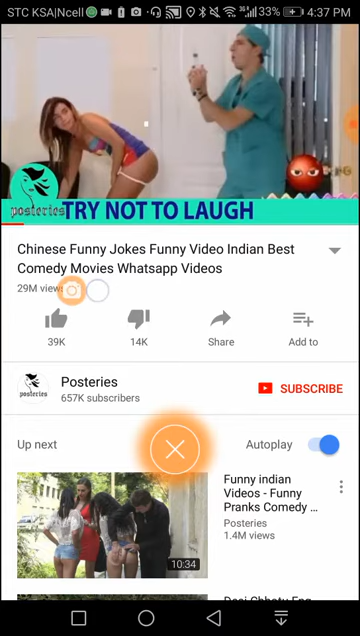 STC KSA|Ncell
3G
33%
4:37 PM
posteries
TRY NOT TO LAUGH
Chinese Funny Jokes Funny Video Indian Best
Comedy Movies Whatsapp Videos
29M views
39K
14K
Share
Add to
Posteries
657K subscribers
SUBSCRIBE
Up next
Autoplay
Funny indian
Videos - Funny
Pranks Comedy ...
Posteries
1.4M views
10:34